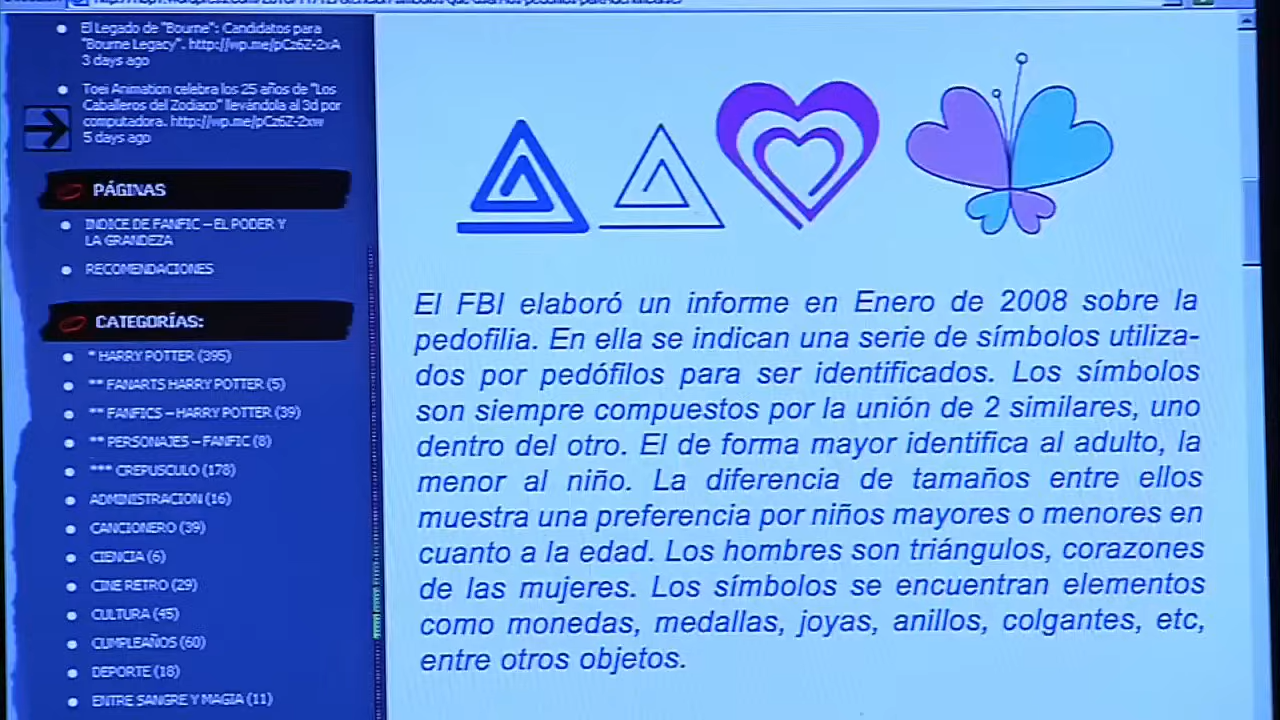 El Legado de "Bourne": Candidatos para
"Bourne Legacy". http://wp.me/pCz6Z-2xA
3 days ago
Toei Animation celebra los 25 años de "Los
Caballeros del Zodiaco" llevándola al 3d por
computadora. http://wp.me/pCz6Z-2xw
5 days ago
PÁGINAS
INDICE DE FANFIC – EL PODER Y
LA GRANDEZA
RECOMENDACIONES
CATEGORÍAS:
* HARRY POTTER (395)
** FANARTS HARRY POTTER (5)
** FANFICS – HARRY POTTER (39)
** PERSONAJES – FANFIC (8)
*** CREPUSCULO (178)
ADMINISTRACION (16)
CANCIONERO (39)
CIENCIA (6)
CINE RETRO (29)
CULTURA (45)
CUMPLEAÑOS (60)
DEPORTE (18)
ENTRE SANGRE Y MAGIA (11)
El FBI elaboró un informe en Enero de 2008 sobre la
pedofilia. En ella se indican una serie de símbolos utiliza-
dos por pedófilos para ser identificados. Los símbolos
son siempre compuestos por la unión de 2 similares, uno
dentro del otro. El de forma mayor identifica al adulto, la
menor al niño. La diferencia de tamaños entre ellos
muestra una preferencia por niños mayores o menores en
cuanto a la edad. Los hombres son triángulos, corazones
de las mujeres. Los símbolos se encuentran elementos
como monedas, medallas, joyas, anillos, colgantes, etc,
entre otros objetos.